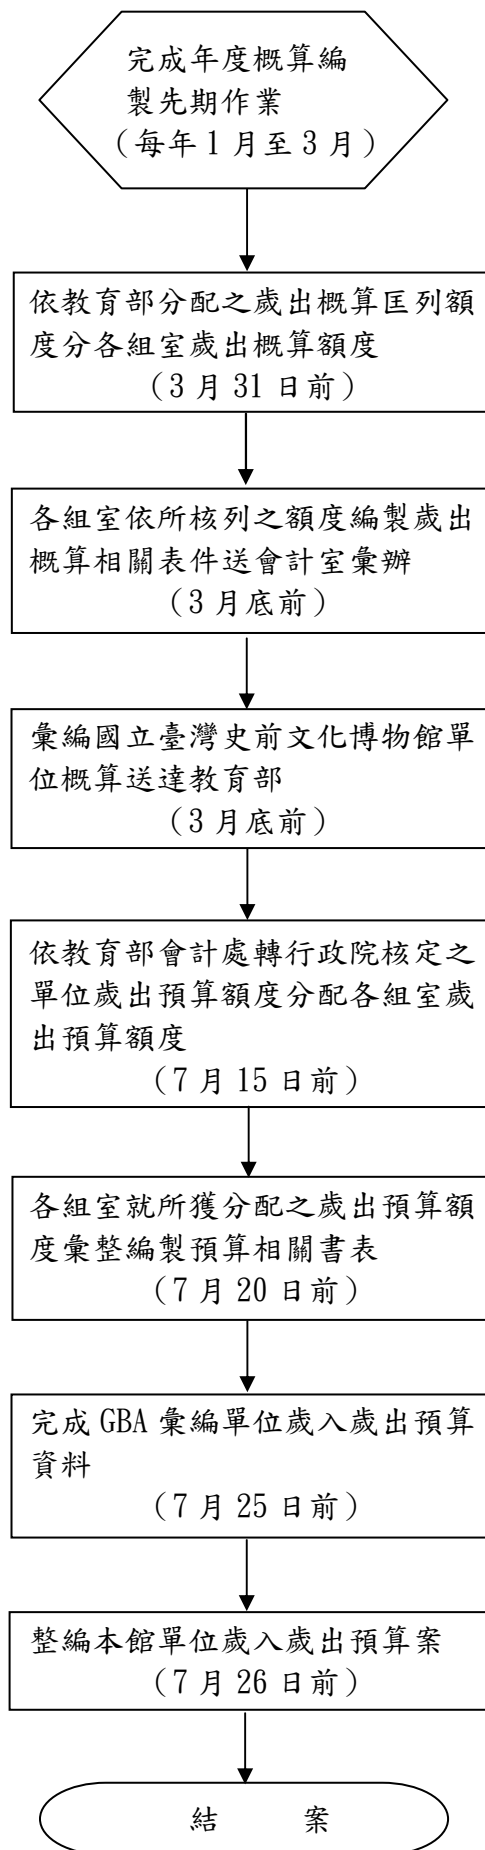 完成年度概算編
製先期作業
（每年1月至3月）
依教育部分配之歲出概算匡列額
度分各組室歲出概算額度
（3月31日前）
各組室依所核列之額度編製歲出
概算相關表件送會計室彙辦
（3月底前）
彙編國立臺灣史前文化博物館單
位概算送達教育部
（3月底前）
依教育部會計處轉行政院核定之
單位歲出預算額度分配各組室歲
出預算額度
（7月15日前）
各組室就所獲分配之歲出預算額
度彙整編製預算相關書表
（7月20日前）
完成GBA彙編單位歲入歲出預算
資料
（7月25日前）
整編本館單位歲入歲出預算案
（7月26日前）
結　　案